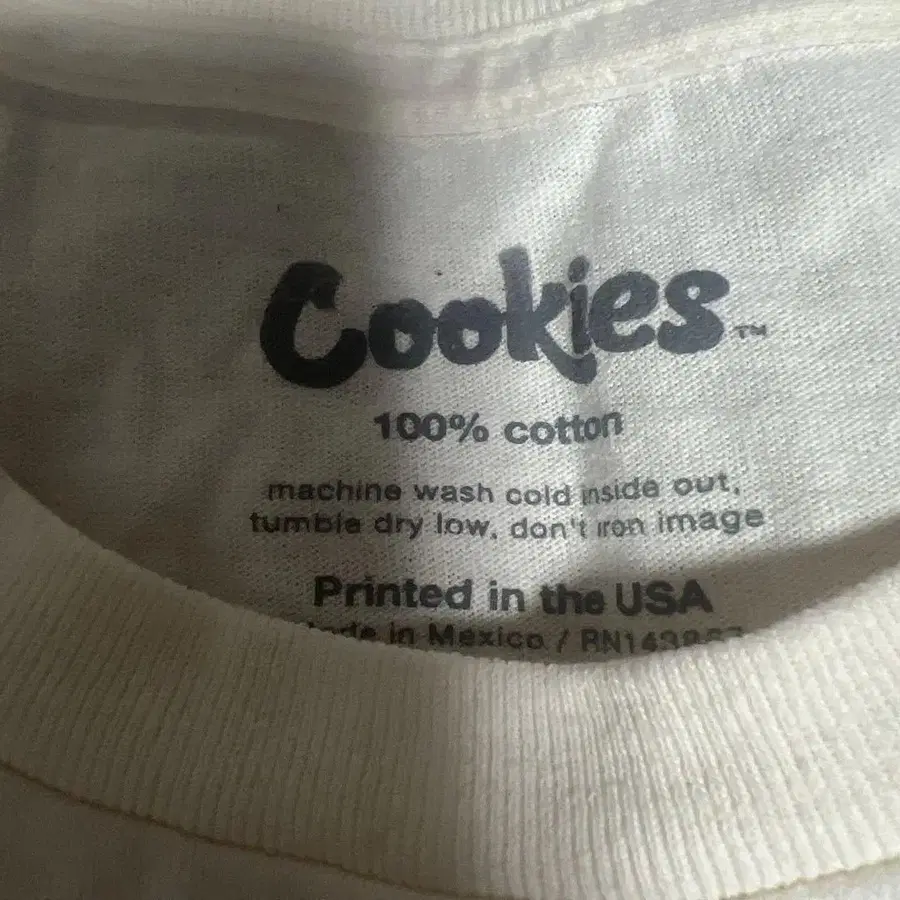 Cookies™
100% cotton
machine wash cold inside out,
tumble dry low, don't iron image
Printed in the USA
in Mexico /